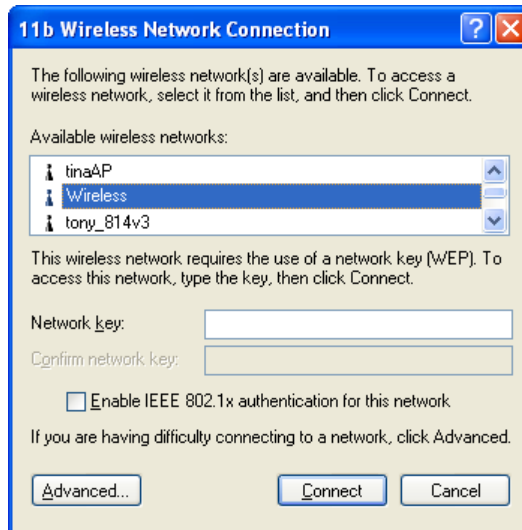 11b Wireless Network Connection
The following wireless network(s) are available. To access a
wireless network, select it from the list, and then click Connect.
Available wireless networks:
tinaAP
Wireless
tony_814v3
This wireless network requires the use of a network key (WEP). To
access this network, type the key, then click Connect.
Network key:
Confirm network key:
Enable IEEE 802.1x authentication for this network
If you are having difficulty connecting to a network, click Advanced.
Advanced... Connect Cancel